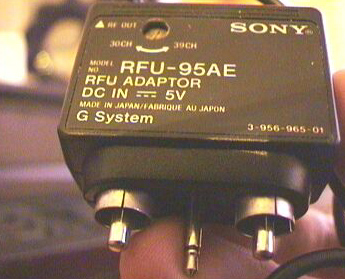 ▲ RF OUT
SONY®
30CH 39CH
MODEL NO RFU-95AE
RFU ADAPTOR
DC IN ⎓ 5V
MADE IN JAPAN/FABRIQUE AU JAPON
G System
3-956-965-01